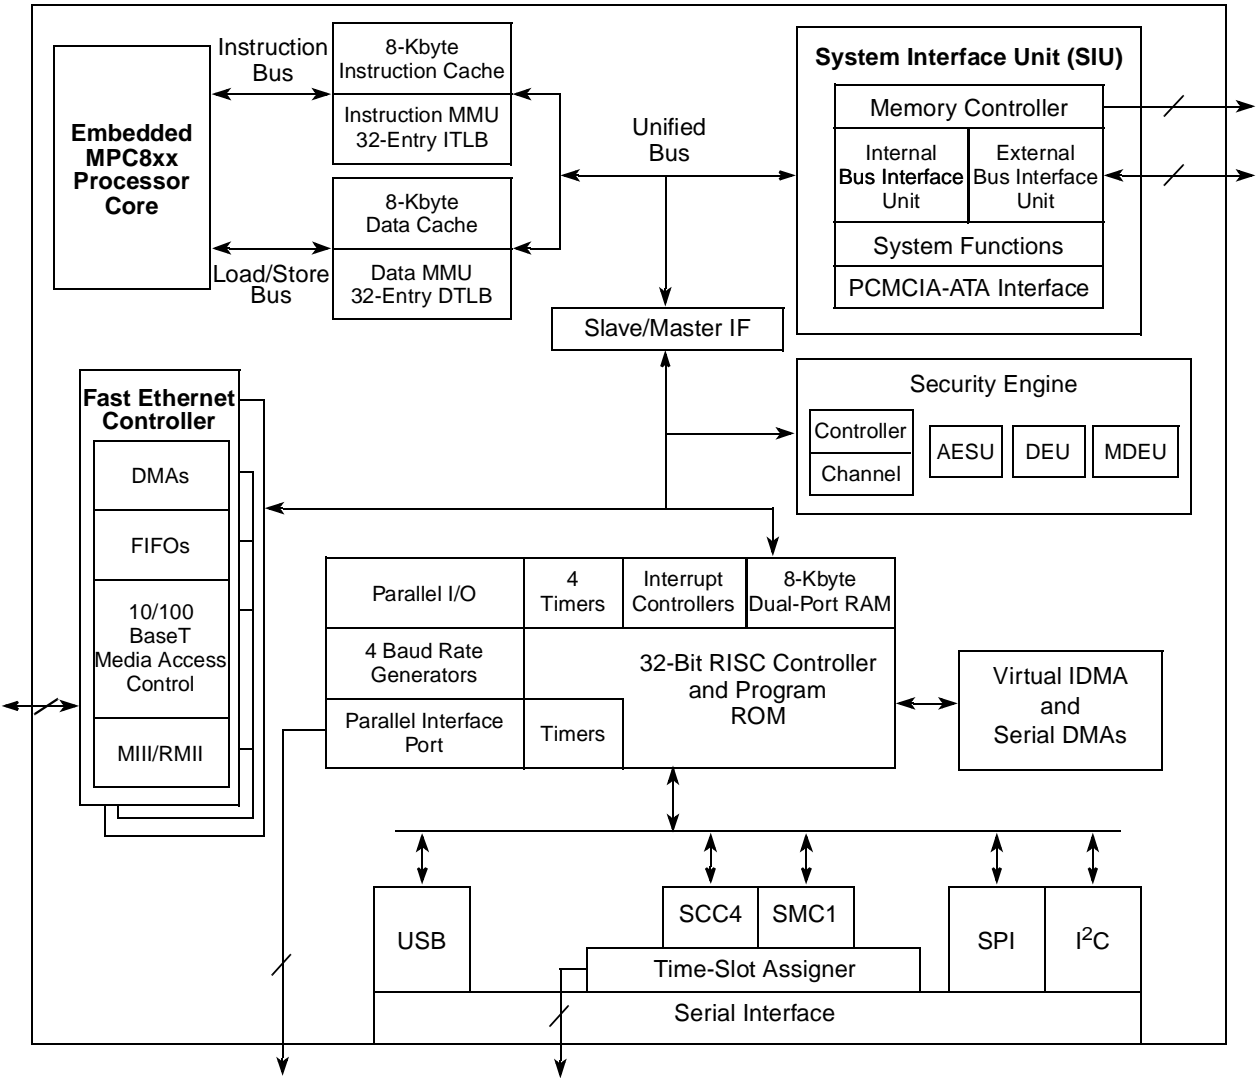 Instruction
Bus
8-Kbyte
Instruction Cache
Instruction MMU
32-Entry ITLB
Embedded
MPC8xx
Processor
Core
8-Kbyte
Data Cache
Load/Store
Bus
Data MMU
32-Entry DTLB
Unified
Bus
System Interface Unit (SIU)
Memory Controller
Internal
Bus Interface
Unit
External
Bus Interface
Unit
System Functions
PCMCIA-ATA Interface
Slave/Master IF
Security Engine
Controller
Channel
AESU
DEU
MDEU
Fast Ethernet
Controller
DMAs
FIFOs
10/100
BaseT
Media Access
Control
MIII/RMII
Parallel I/O
4
Timers
Interrupt
Controllers
8-Kbyte
Dual-Port RAM
4 Baud Rate
Generators
32-Bit RISC Controller
and Program
ROM
Parallel Interface
Port
Timers
Virtual IDMA
and
Serial DMAs
USB
SCC4
SMC1
SPI
I²C
Time-Slot Assigner
Serial Interface